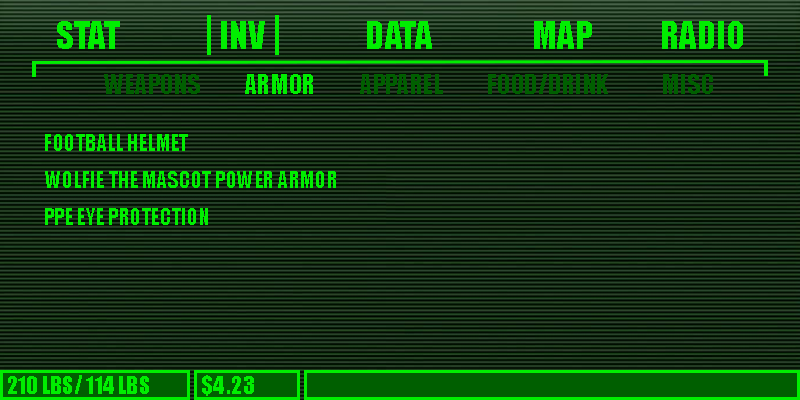 STAT INV DATA MAP RADIO
WEAPONS ARMOR APPAREL FOOD/DRINK MISC
FOOTBALL HELMET
WOLFIE THE MASCOT POWER ARMOR
PPE EYE PROTECTION
210 LBS/ 114 LBS $4.23